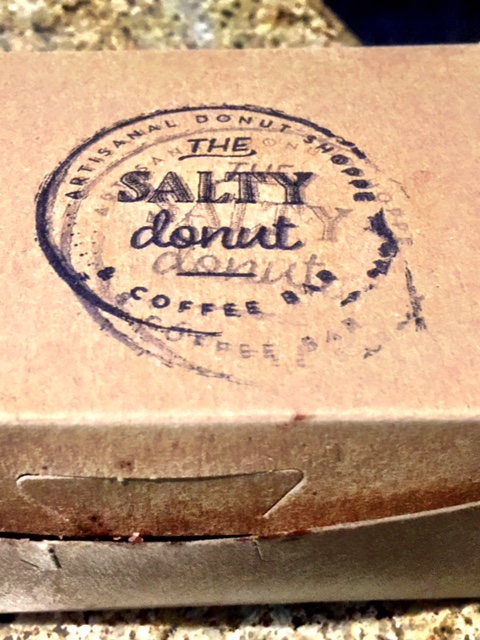 ARTISANAL DONUT SHOPPE
THE
SALTY
donut
& COFFEE BAR